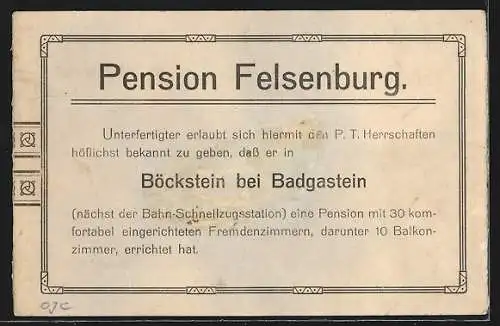 Pension Felsenburg.
Unterfertigter erlaubt sich hiermit den P. T. Herrschaften
höflichst bekannt zu geben, daß er in
Böckstein bei Badgastein
(nächst der Bahn-Schnellzugsstation) eine Pension mit 30 kom-
fortabel eingerichteten Fremdenzimmern, darunter 10 Balkon-
zimmer, errichtet hat.